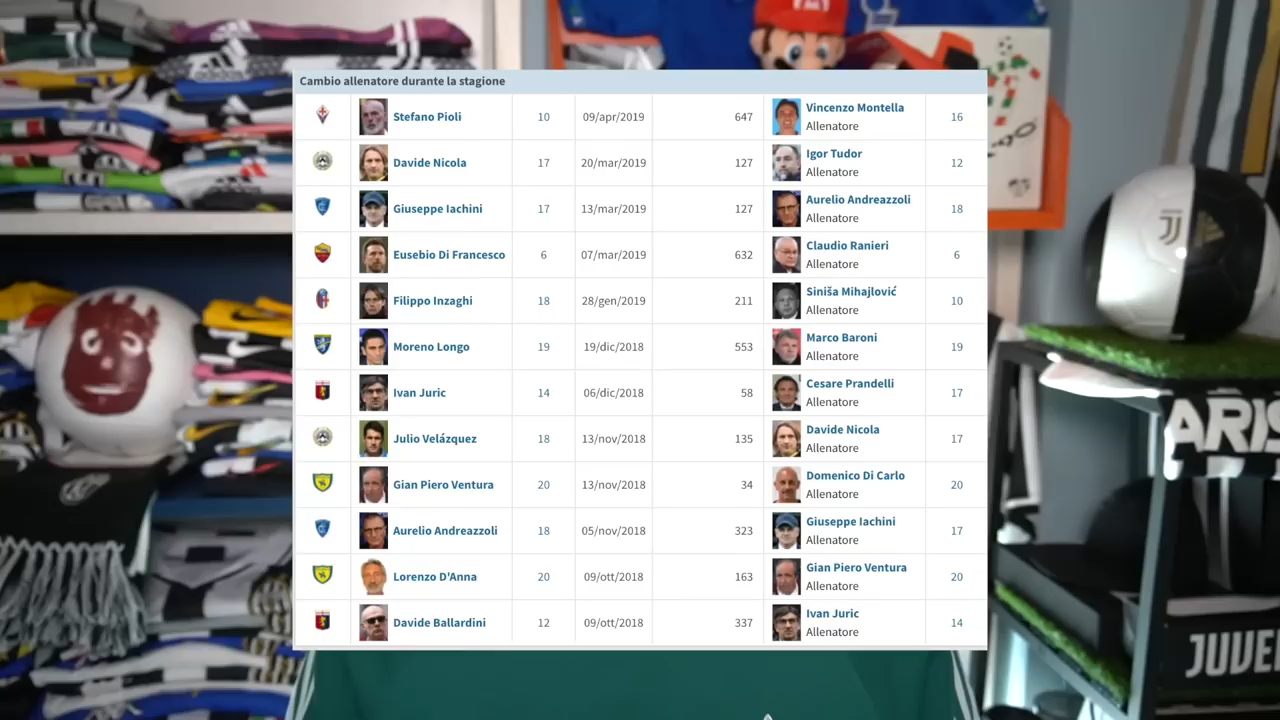 Cambio allenatore durante la stagione
Stefano Pioli 10 09/apr/2019 647 Vincenzo Montella 16
Allenatore
Davide Nicola 17 20/mar/2019 127 Igor Tudor 12
Allenatore
Giuseppe Iachini 17 13/mar/2019 127 Aurelio Andreazzoli 18
Allenatore
Eusebio Di Francesco 6 07/mar/2019 632 Claudio Ranieri 6
Allenatore
Filippo Inzaghi 18 28/gen/2019 211 Siniša Mihajlović 10
Allenatore
Moreno Longo 19 19/dic/2018 553 Marco Baroni 19
Allenatore
Ivan Juric 14 06/dic/2018 58 Cesare Prandelli 17
Allenatore
Julio Velázquez 18 13/nov/2018 135 Davide Nicola 17
Allenatore
Gian Piero Ventura 20 13/nov/2018 34 Domenico Di Carlo 20
Allenatore
Aurelio Andreazzoli 18 05/nov/2018 323 Giuseppe Iachini 17
Allenatore
Lorenzo D'Anna 20 09/ott/2018 163 Gian Piero Ventura 20
Allenatore
Davide Ballardini 12 09/ott/2018 337 Ivan Juric 14
Allenatore
ARIS
JUVE